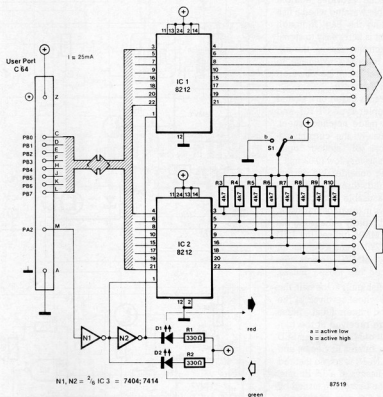 11 13 24 2 14
User Port
C 64
I ≤ 25mA
3
5
7
9
16
18
20
22
1
IC 1
8212
4
6
8
10
15
17
19
21
12
Z
PB0
PB1
PB2
PB3
PB4
PB5
PB6
PB7
C
D
E
F
H
J
K
L
b
a
S1
R3
R4
R5
R6
R7
R8
R9
R10
4k7
4k7
4k7
4k7
4k7
4k7
4k7
4k7
11 2 13 14
4
6
8
10
15
17
19
21
1
IC 2
8212
3
5
7
9
16
18
20
22
12 2
PA2
M
A
N1
N2
D1
R1
330Ω
D2
R2
330Ω
red
green
a = active low
b = active high
N1, N2 = 2/6 IC 3 = 7404; 7414
87519